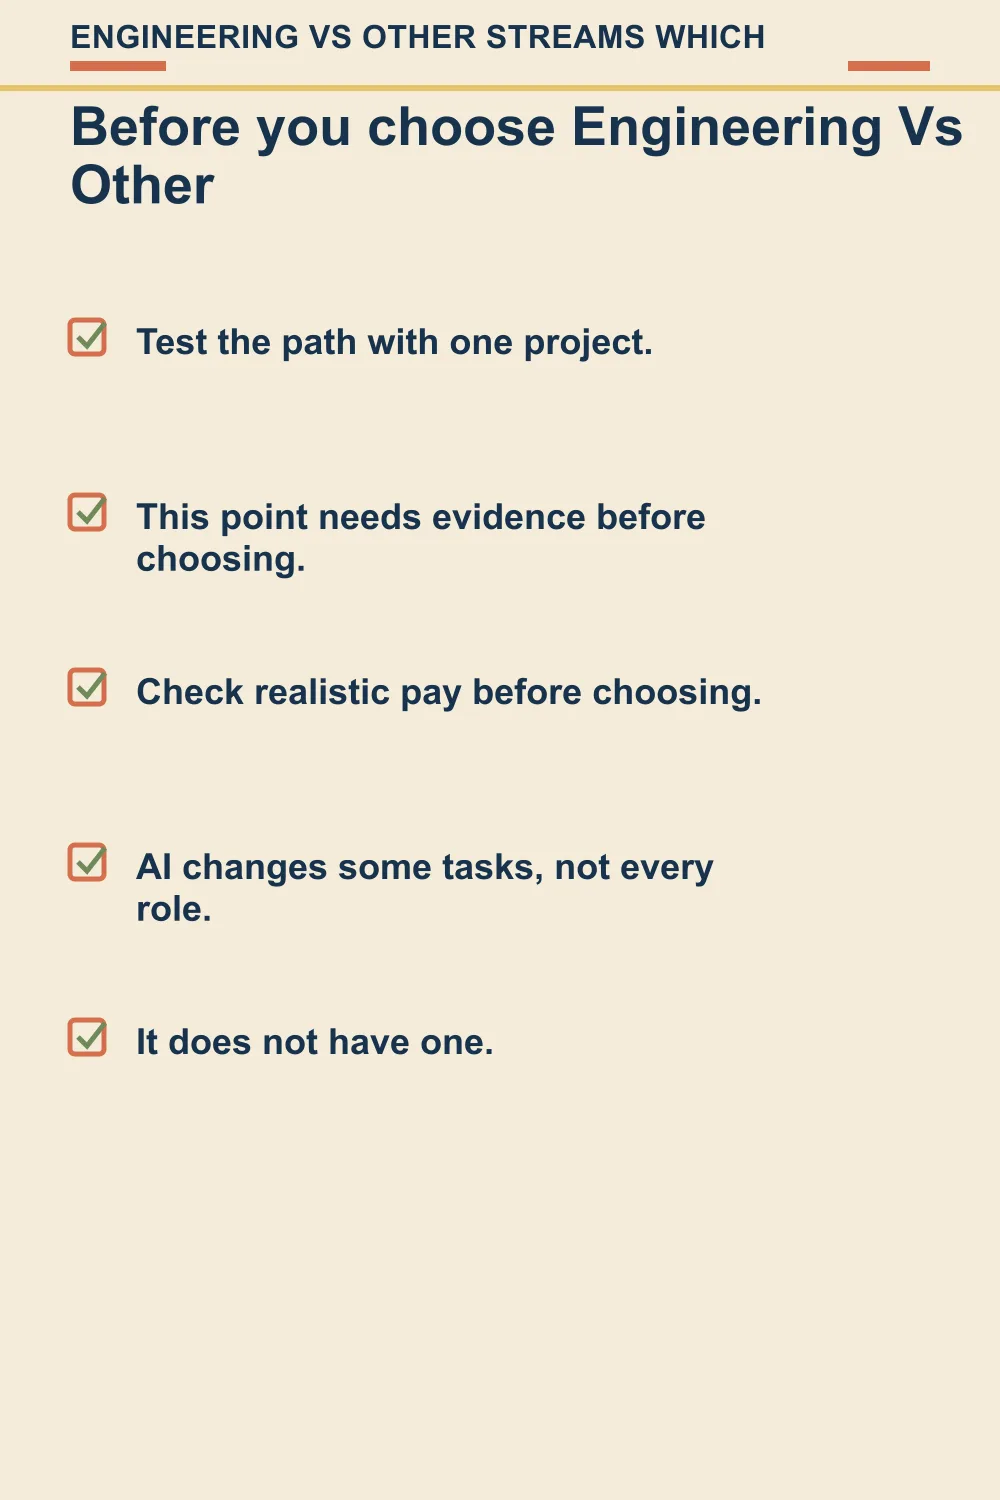 ENGINEERING VS OTHER STREAMS WHICH
Before you choose Engineering Vs
Other
Test the path with one project.
This point needs evidence before
choosing.
Check realistic pay before choosing.
AI changes some tasks, not every
role.
It does not have one.